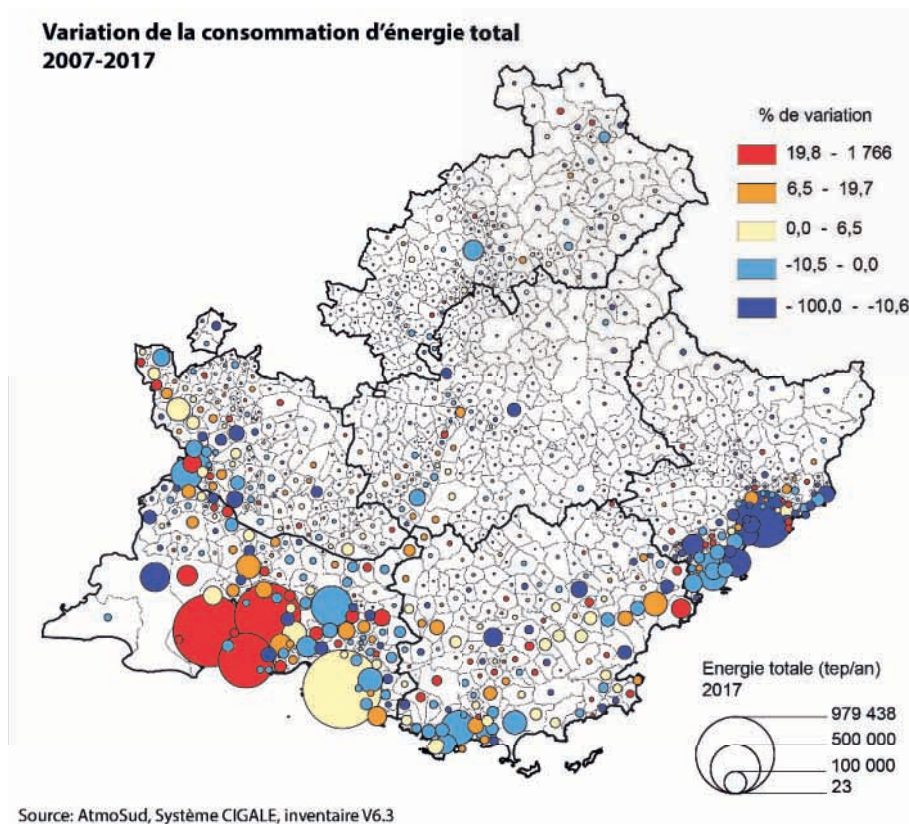 Variation de la consommation d'énergie total
2007-2017
% de variation
19,8 - 1 766
6,5 - 19,7
0,0 - 6,5
-10,5 - 0,0
- 100,0 - -10,6
Energie totale (tep/an)
2017
979 438
500 000
100 000
23
Source: AtmoSud, Système CIGALE, inventaire V6.3